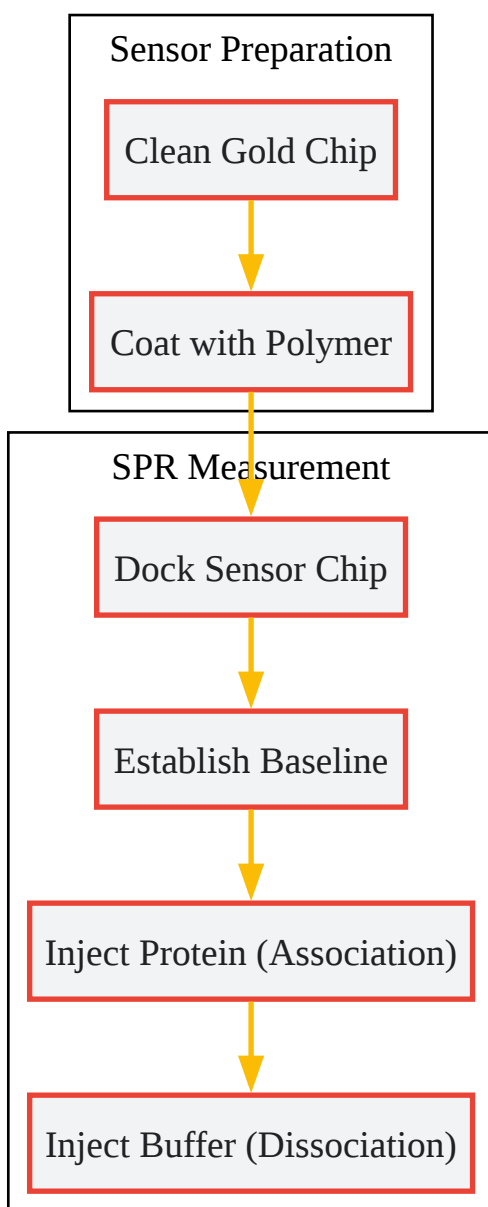 Sensor Preparation
Clean Gold Chip
Coat with Polymer
SPR Measurement
Dock Sensor Chip
Establish Baseline
Inject Protein (Association)
Inject Buffer (Dissociation)